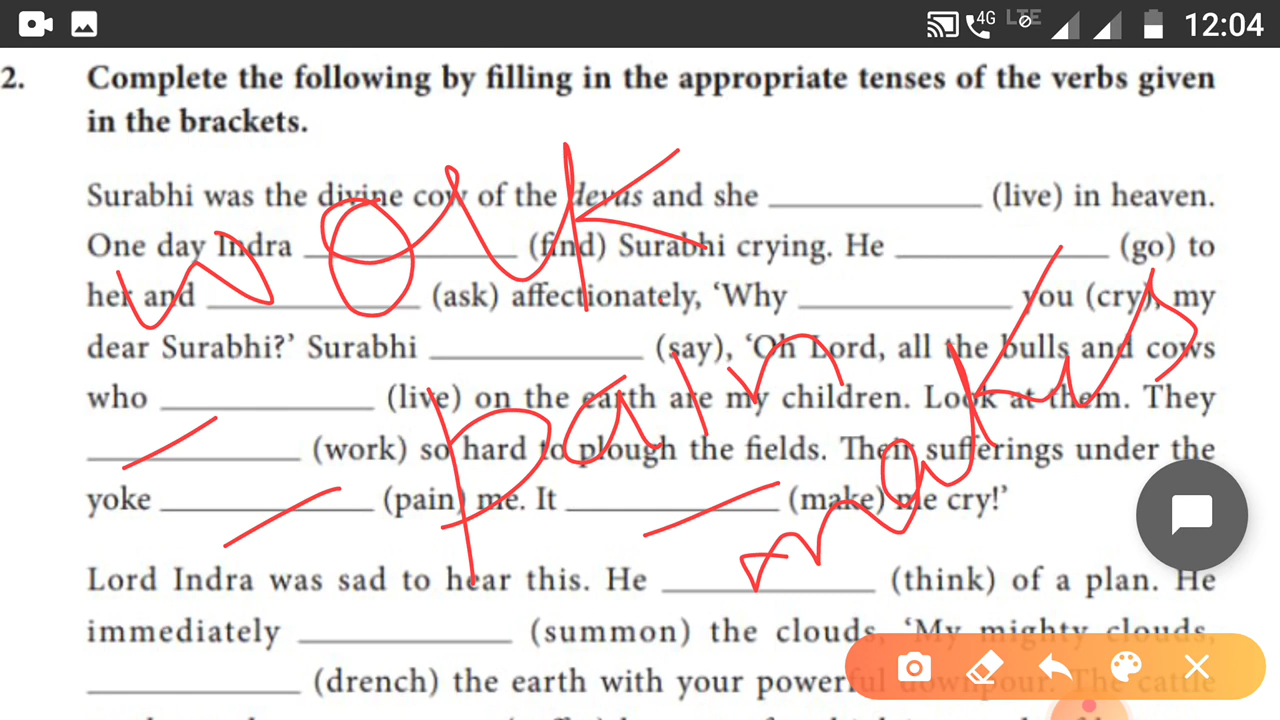 4G LTE 12:04
2. Complete the following by filling in the appropriate tenses of the verbs given
in the brackets.
Surabhi was the divine cow of the devas and she ______________ (live) in heaven.
One day Indra ______________ (find) Surabhi crying. He ______________ (go) to
her and ______________ (ask) affectionately, ‘Why ______________ you (cry), my
dear Surabhi?’ Surabhi ______________ (say), ‘Oh Lord, all the bulls and cows
who ______________ (live) on the earth are my children. Look at them. They
______________ (work) so hard to plough the fields. Their sufferings under the
yoke ______________ (pain) me. It ______________ (make) me cry!’
Lord Indra was sad to hear this. He ______________ (think) of a plan. He
immediately ______________ (summon) the clouds, ‘My mighty clouds,
______________ (drench) the earth with your powerful downpour. The cattle
work
pain
makes